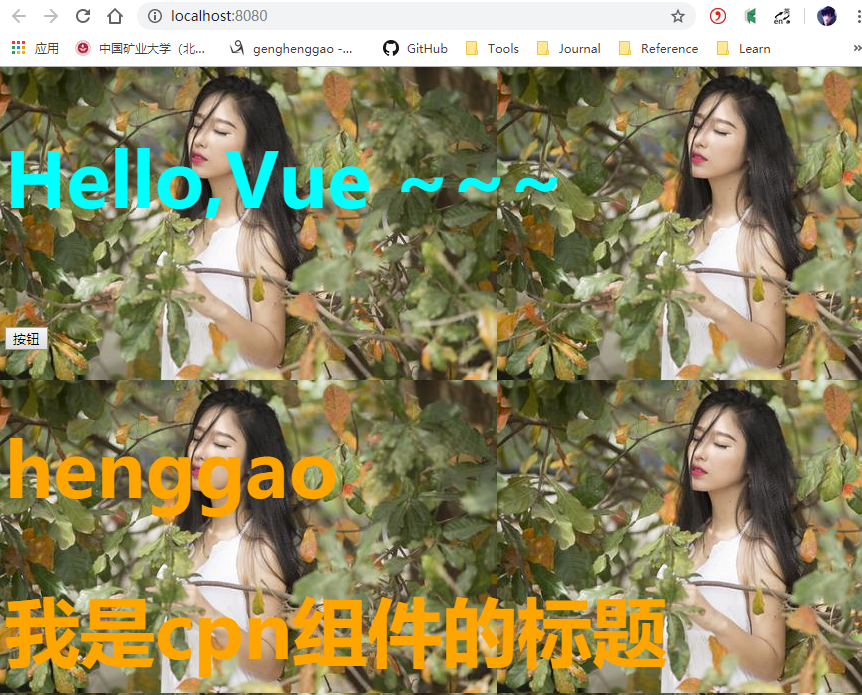 localhost:8080
应用
中国矿业大学（北...
genghenggao -...
GitHub
Tools
Journal
Reference
Learn
»
Hello,Vue ~~~
按钮
henggao
我是cpn组件的标题